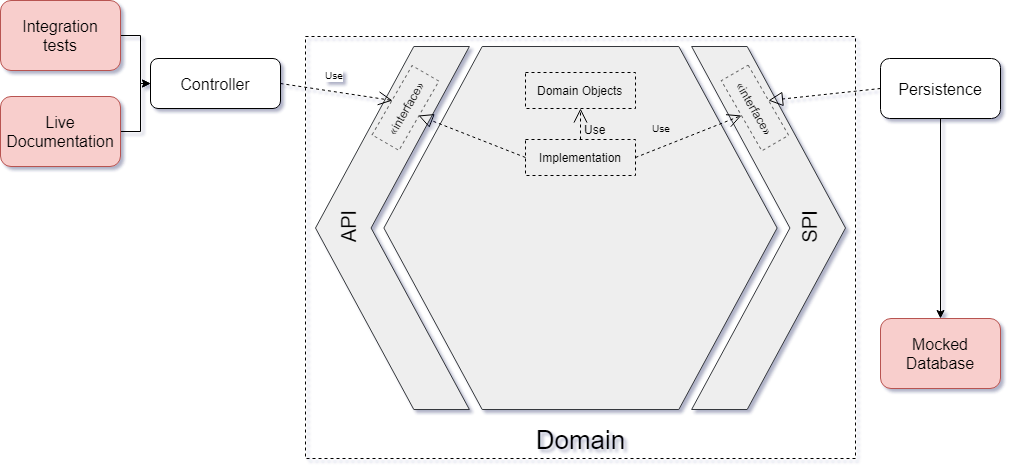 Integration
tests
Live
Documentation
Controller
Use
«interface»
API
Domain Objects
Use
Implementation
Use
«interface»
SPI
Domain
Persistence
Mocked
Database